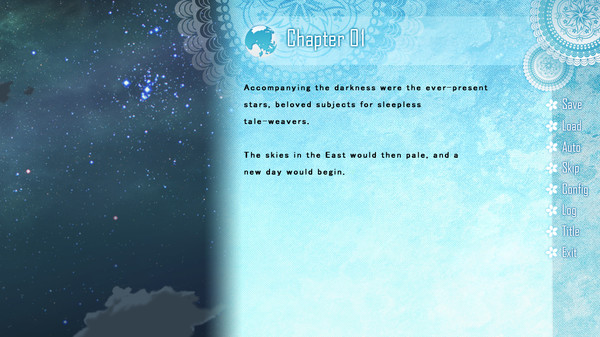 Chapter 01
Accompanying the darkness were the ever-present
stars, beloved subjects for sleepless
tale-weavers.
The skies in the East would then pale, and a
new day would begin.
Save
Load
Auto
Skip
Config
Log
Title
Exit